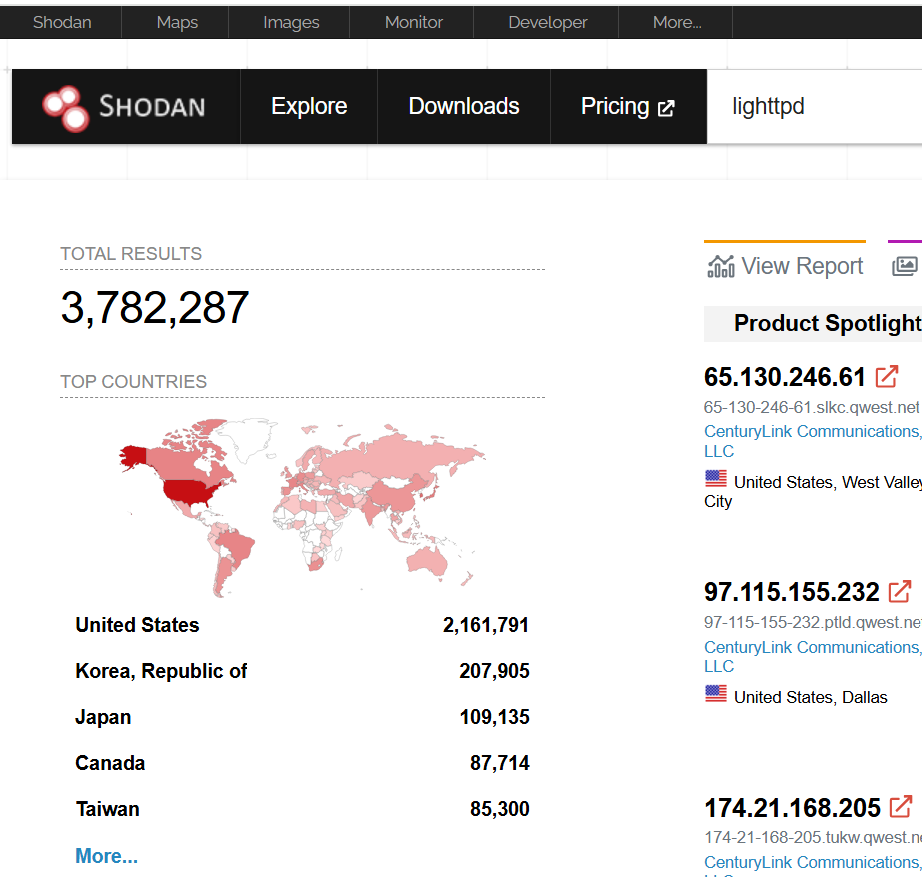 Shodan Maps Images Monitor Developer More...
SHODAN Explore Downloads Pricing lighttpd
TOTAL RESULTS
3,782,287
TOP COUNTRIES
United States 2,161,791
Korea, Republic of 207,905
Japan 109,135
Canada 87,714
Taiwan 85,300
More...
View Report
Product Spotlight
65.130.246.61
65-130-246-61.slkc.qwest.net
CenturyLink Communications,
LLC
United States, West Valley
City
97.115.155.232
97-115-155-232.ptld.qwest.ne
CenturyLink Communications,
LLC
United States, Dallas
174.21.168.205
174-21-168-205.tukw.qwest.ne
CenturyLink Communications,